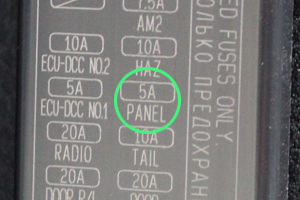 7.5A
AM2
10A 10A
ECU-DCC NO.2 HAZ
5A 5A
ECU-DCC NO.1 PANEL
20A 10A
RADIO TAIL
20A 20A
ED FUSES ONLY.
ОЛЬКО ПРЕДОХРАН